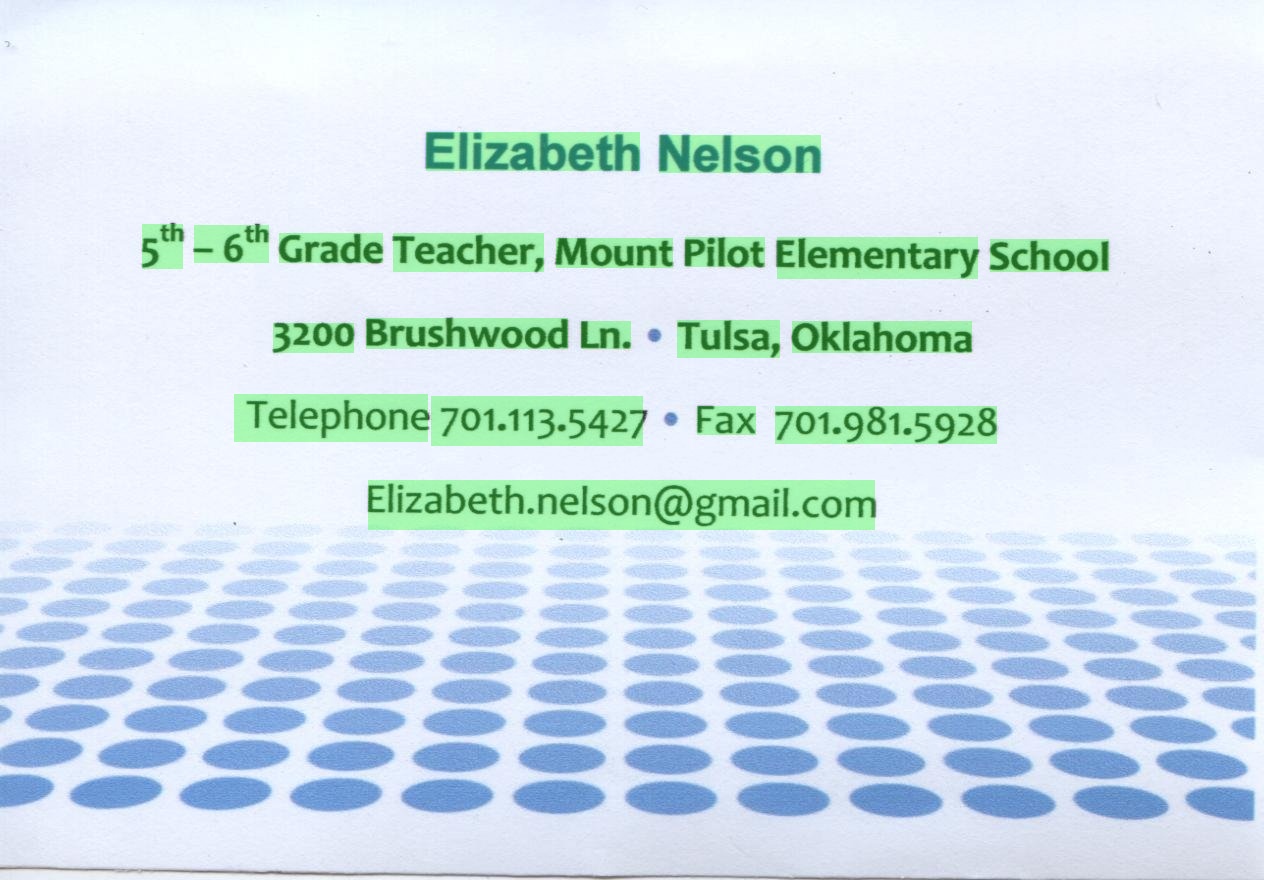 Elizabeth Nelson
5th – 6th Grade Teacher, Mount Pilot Elementary School
3200 Brushwood Ln. • Tulsa, Oklahoma
Telephone 701.113.5427 • Fax 701.981.5928
Elizabeth.nelson@gmail.com